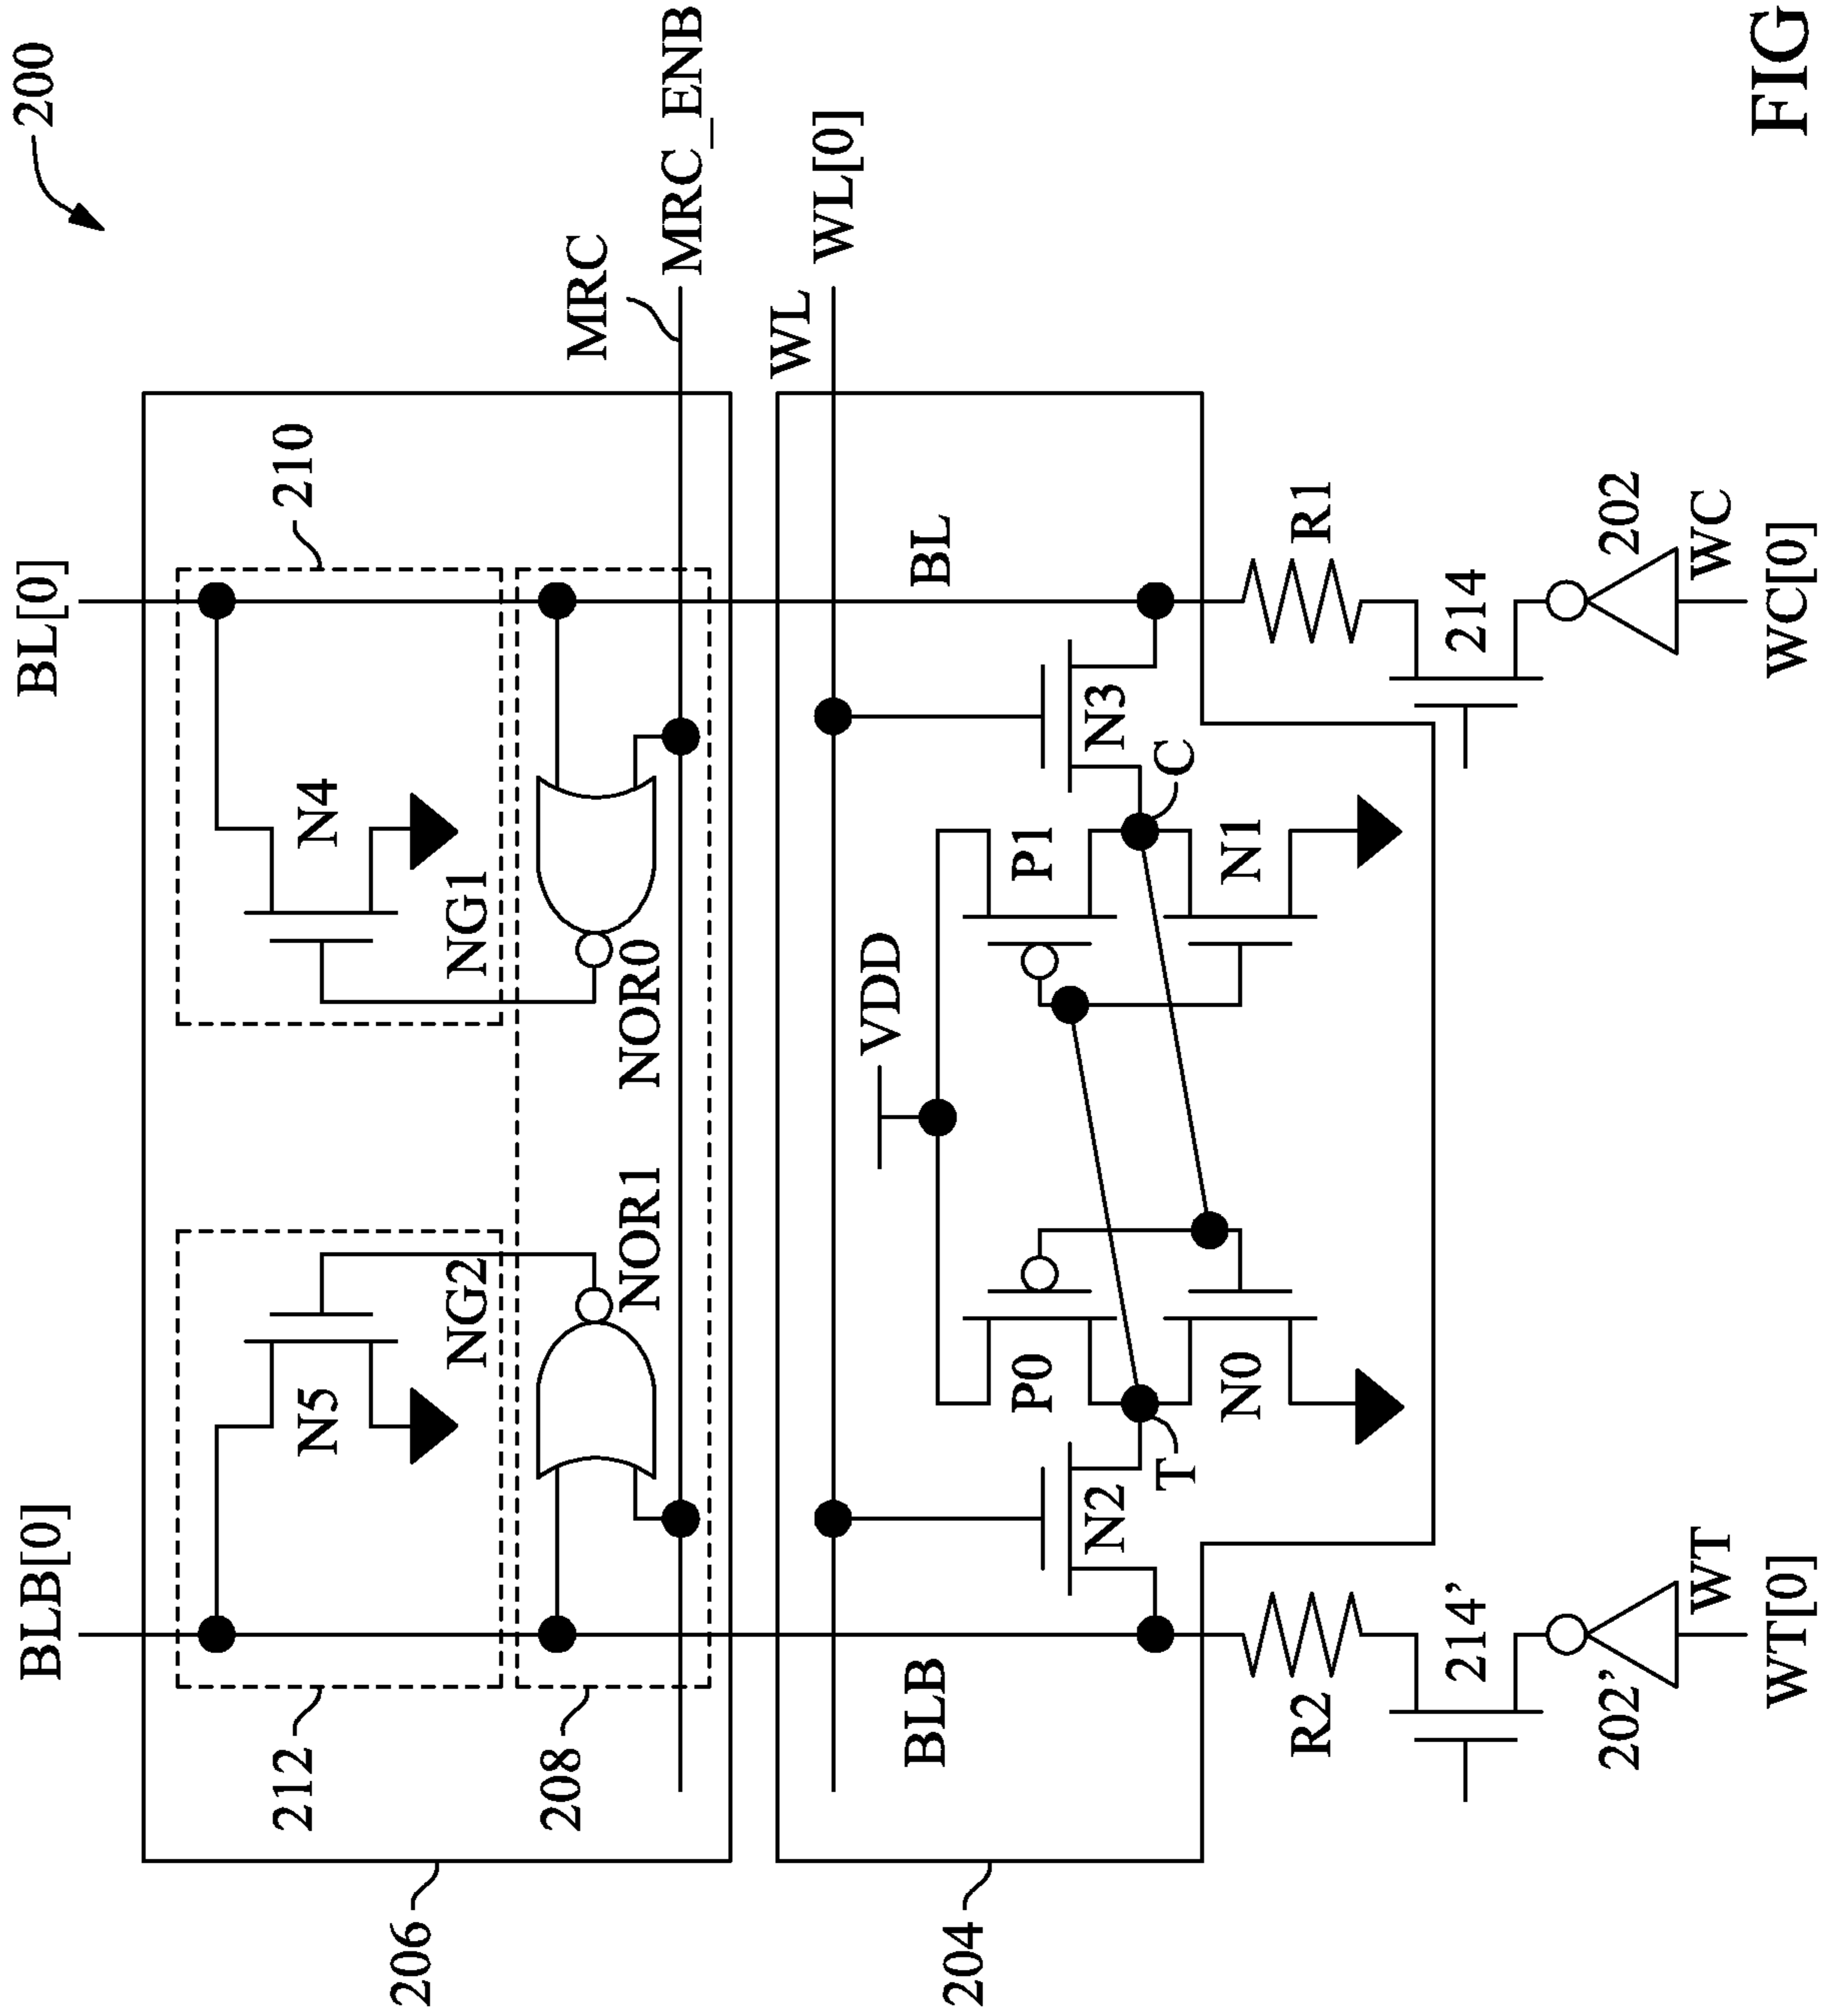 200
BLB[0]
BL[0]
212
210
N5
N4
NG2
NG1
208
NOR1
NOR0
MRC
MRC_ENB
206
WL
WL[0]
VDD
BLB
BL
204
P0
P1
N2
N3
T
C
N0
N1
R2
R1
214'
214
202'
202
WT
WC
WT[0]
WC[0]
FIG